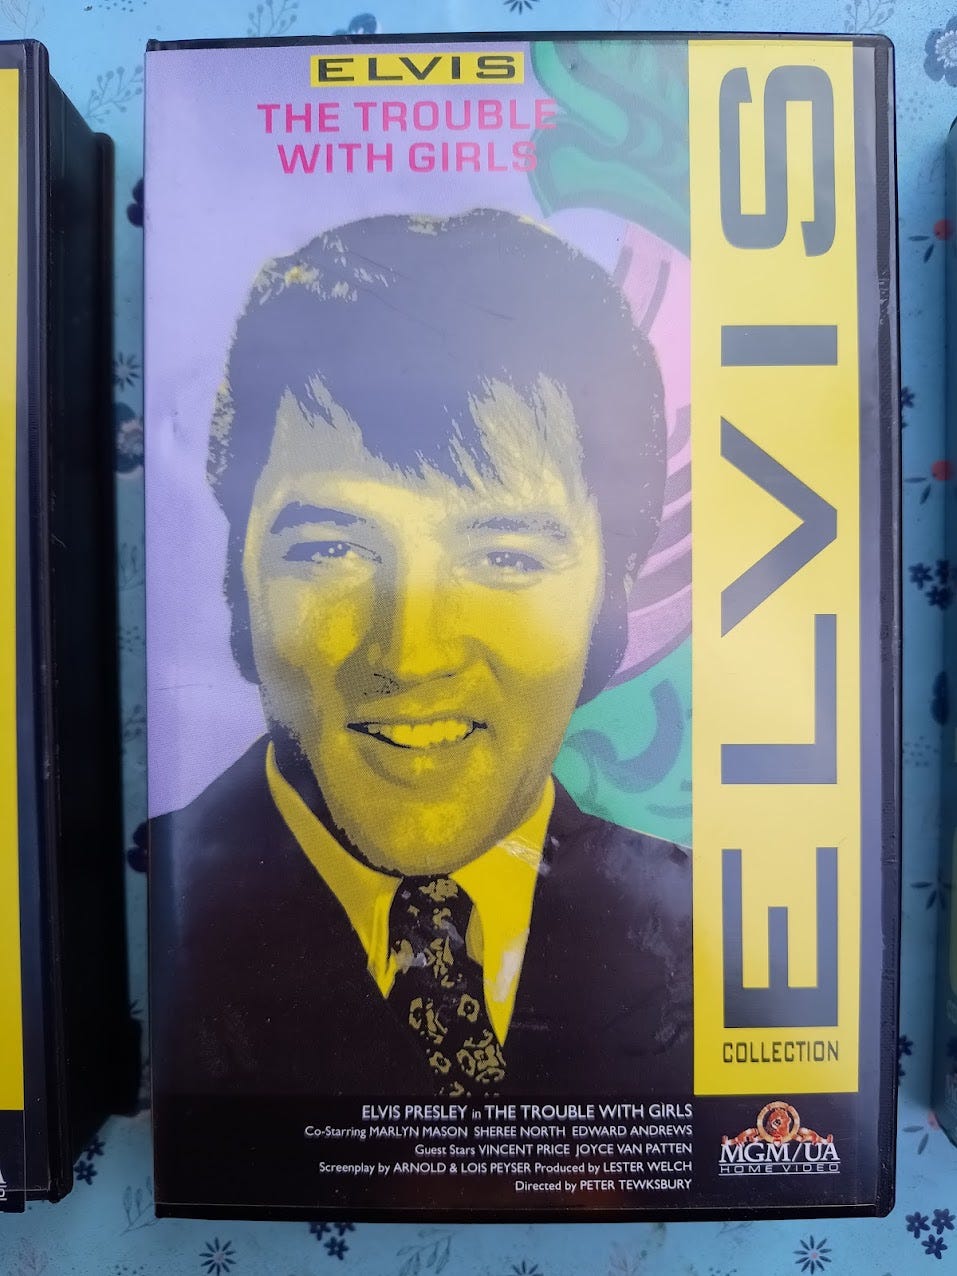 ELVIS
THE TROUBLE
WITH GIRLS
ELVIS
COLLECTION
ELVIS PRESLEY in THE TROUBLE WITH GIRLS
Co-Starring MARLYN MASON SHEREE NORTH EDWARD ANDREWS
Guest Stars VINCENT PRICE JOYCE VAN PATTEN
Screenplay by ARNOLD & LOIS PEYSER Produced by LESTER WELCH
Directed by PETER TEWKSBURY
MGM/UA
HOME VIDEO